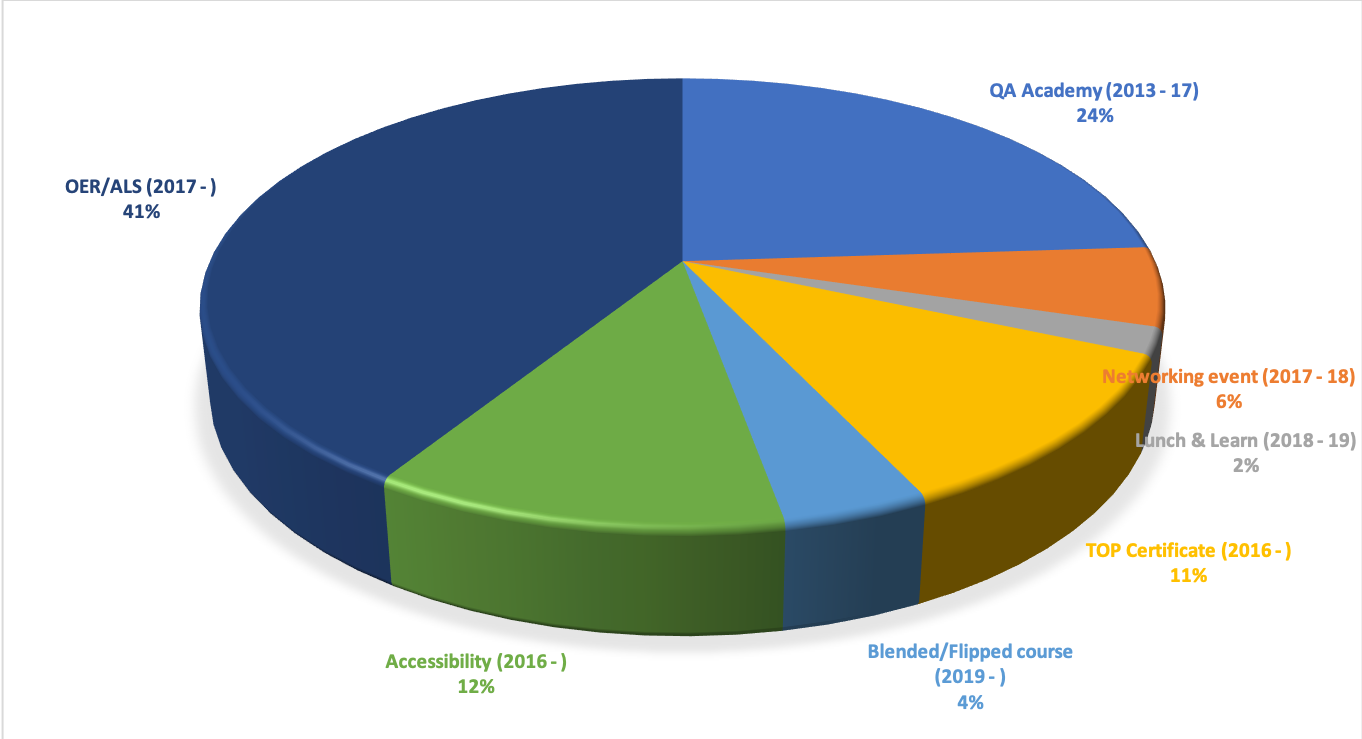 QA Academy (2013 - 17)
24%
OER/ALS (2017 - )
41%
Networking event (2017 - 18)
6%
Lunch & Learn (2018 - 19)
2%
TOP Certificate (2016 - )
11%
Blended/Flipped course
(2019 - )
4%
Accessibility (2016 - )
12%